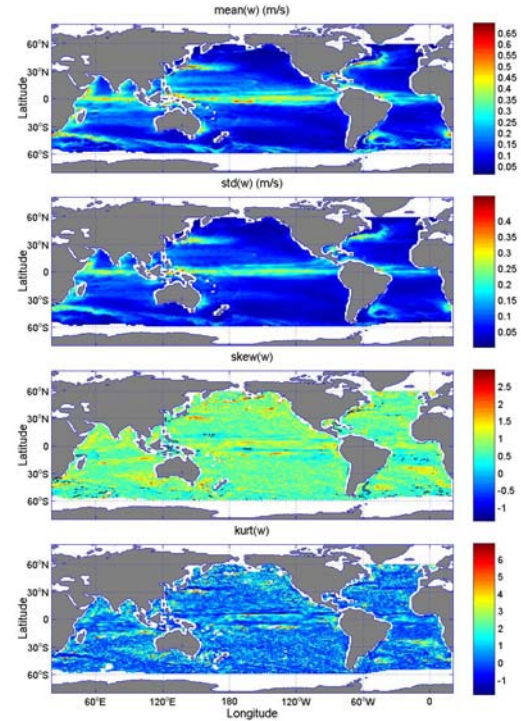 mean(w) (m/s)
60°N
30°N
0
30°S
60°S
Latitude
0.65
0.6
0.55
0.5
0.45
0.4
0.35
0.3
0.25
0.2
0.15
0.1
0.05
std(w) (m/s)
60°N
30°N
0
30°S
60°S
Latitude
0.4
0.35
0.3
0.25
0.2
0.15
0.1
0.05
skew(w)
60°N
30°N
0
30°S
60°S
Latitude
2.5
2
1.5
1
0.5
0
-0.5
-1
kurt(w)
60°N
30°N
0
30°S
60°S
Latitude
6
5
4
3
2
1
0
-1
60°E 120°E 180 120°W 60°W 0
Longitude